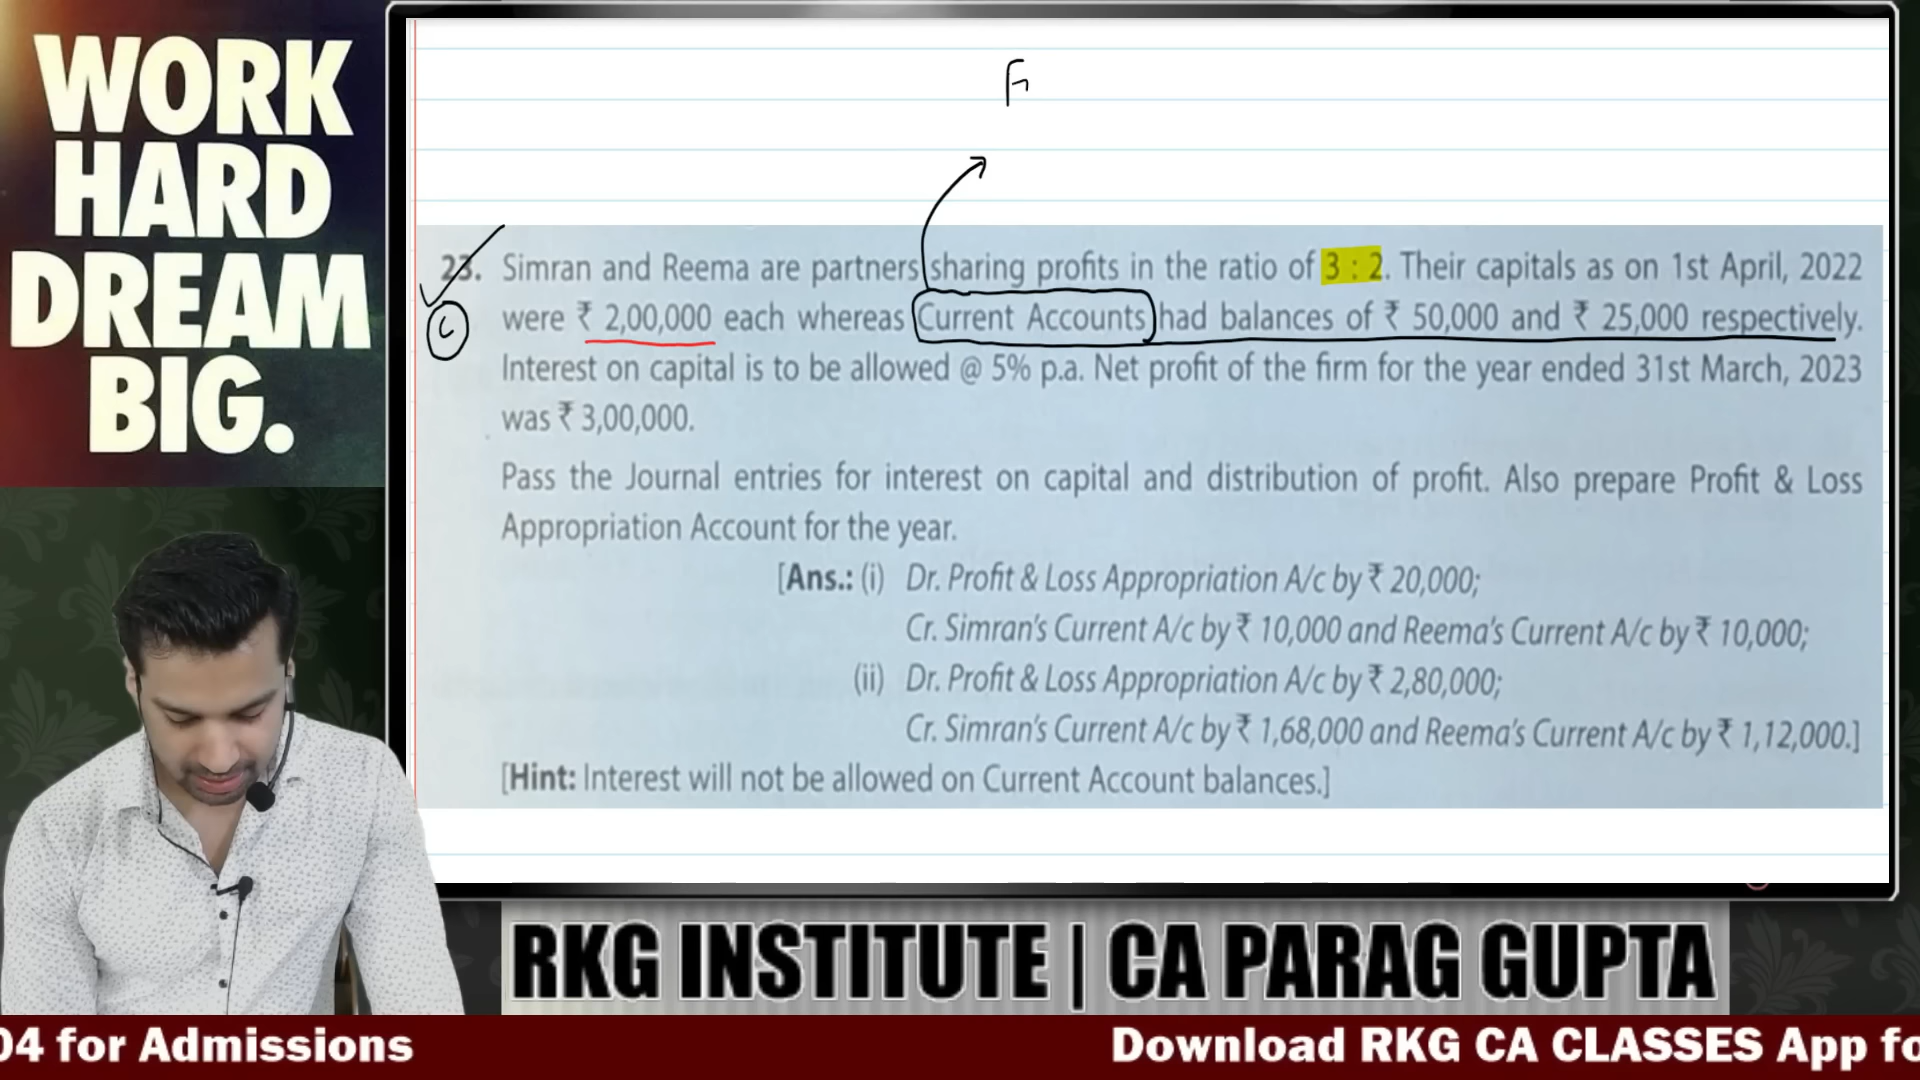 WORK
HARD
DREAM
BIG.
F
23. Simran and Reema are partners sharing profits in the ratio of 3 : 2. Their capitals as on 1st April, 2022
were ₹ 2,00,000 each whereas Current Accounts had balances of ₹ 50,000 and ₹ 25,000 respectively.
Interest on capital is to be allowed @ 5% p.a. Net profit of the firm for the year ended 31st March, 2023
was ₹ 3,00,000.
Pass the Journal entries for interest on capital and distribution of profit. Also prepare Profit & Loss
Appropriation Account for the year.
[Ans.: (i) Dr. Profit & Loss Appropriation A/c by ₹ 20,000;
Cr. Simran's Current A/c by ₹ 10,000 and Reema's Current A/c by ₹ 10,000;
(ii) Dr. Profit & Loss Appropriation A/c by ₹ 2,80,000;
Cr. Simran's Current A/c by ₹ 1,68,000 and Reema's Current A/c by ₹ 1,12,000.]
[Hint: Interest will not be allowed on Current Account balances.]
RKG INSTITUTE | CA PARAG GUPTA
04 for Admissions Download RKG CA CLASSES App fo